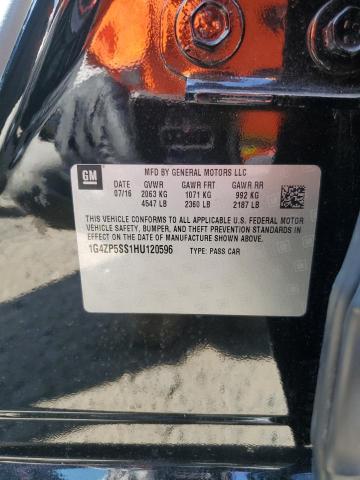 GM
MFD BY GENERAL MOTORS LLC
DATE GVWR GAWR FRT GAWR RR
07/16 2063 KG 1071 KG 992 KG
4547 LB 2360 LB 2187 LB
THIS VEHICLE CONFORMS TO ALL APPLICABLE U.S. FEDERAL MOTOR
VEHICLE SAFETY, BUMPER, AND THEFT PREVENTION STANDARDS
IN EFFECT ON THE DATE OF MANUFACTURE SHOWN ABOVE.
1G4ZP5SS1HU120596 TYPE: PASS CAR